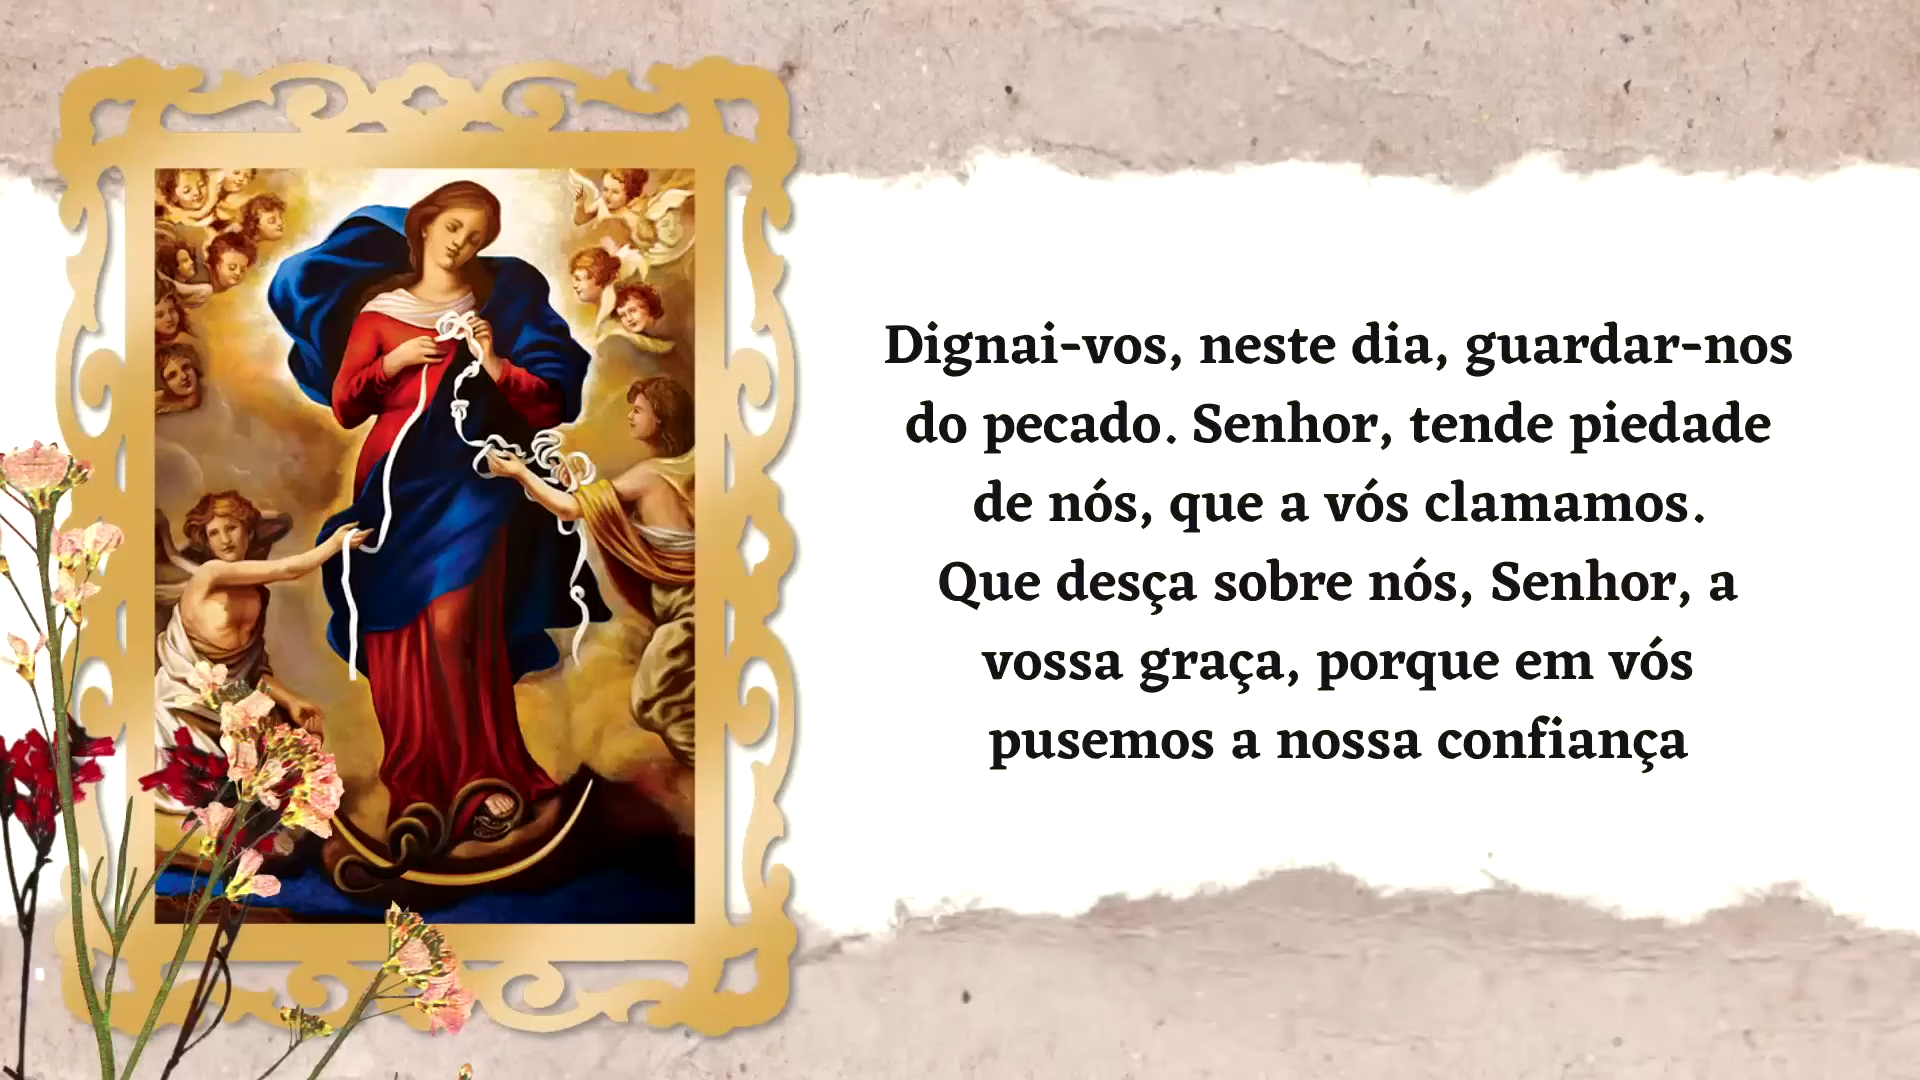 Dignai-vos, neste dia, guardar-nos
do pecado. Senhor, tende piedade
de nós, que a vós clamamos.
Que desça sobre nós, Senhor, a
vossa graça, porque em vós
pusemos a nossa confiança